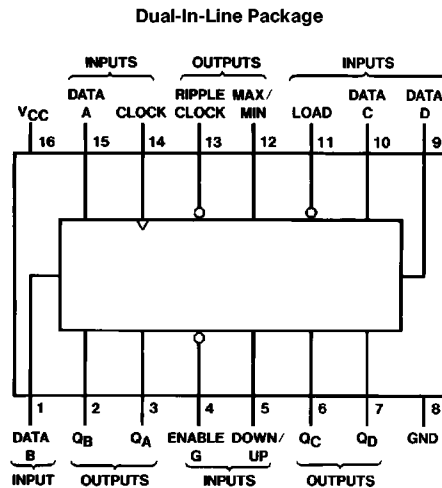 Dual-In-Line Package
INPUTS OUTPUTS INPUTS
DATA RIPPLE MAX/ DATA DATA
VCC A CLOCK CLOCK MIN LOAD C D
16 15 14 13 12 11 10 9
1 2 3 4 5 6 7 8
DATA QB QA ENABLE DOWN/ QC QD GND
B G UP
INPUT OUTPUTS INPUTS OUTPUTS